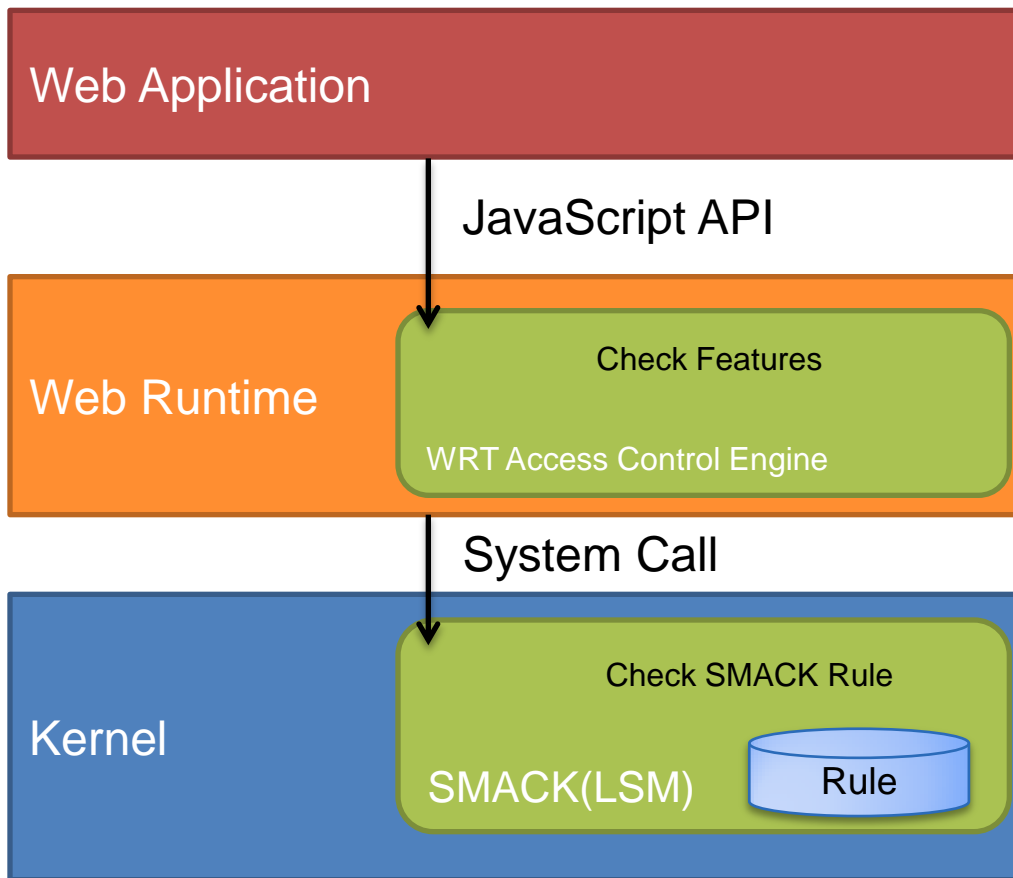 Web Application
JavaScript API
Check Features
Web Runtime
WRT Access Control Engine
System Call
Check SMACK Rule
Kernel
SMACK(LSM)
Rule